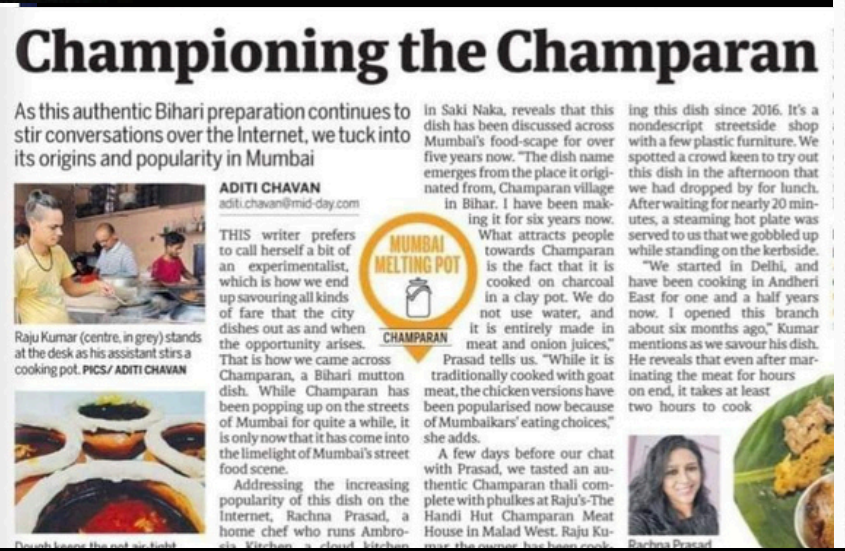 Championing the Champaran
As this authentic Bihari preparation continues to
stir conversations over the Internet, we tuck into
its origins and popularity in Mumbai
Raju Kumar (centre, in grey) stands
at the desk as his assistant stirs a
cooking pot. PICS/ ADITI CHAVAN
Dough keeps the pot air-tight
ADITI CHAVAN
aditi.chavan@mid-day.com
THIS writer prefers
to call herself a bit of
an experimentalist,
which is how we end
up savouring all kinds
of fare that the city
dishes out as and when
the opportunity arises.
That is how we came across
Champaran, a Bihari mutton
dish. While Champaran has
been popping up on the streets
of Mumbai for quite a while, it
is only now that it has come into
the limelight of Mumbai's street
food scene.
Addressing the increasing
popularity of this dish on the
Internet, Rachna Prasad, a
home chef who runs Ambro-
sia Kitchen, a cloud kitchen
MUMBAI
MELTING POT
CHAMPARAN
in Saki Naka, reveals that this
dish has been discussed across
Mumbai's food-scape for over
five years now. "The dish name
emerges from the place it origi-
nated from, Champaran village
in Bihar. I have been mak-
ing it for six years now.
What attracts people
towards Champaran
is the fact that it is
cooked on charcoal
in a clay pot. We do
not use water, and
it is entirely made in
meat and onion juices,"
Prasad tells us. "While it is
traditionally cooked with goat
meat, the chicken versions have
been popularised now because
of Mumbaikars' eating choices,"
she adds.
A few days before our chat
with Prasad, we tasted an au-
thentic Champaran thali com-
plete with phulkes at Raju's-The
Handi Hut Champaran Meat
House in Malad West. Raju Ku-
mar, the owner, has been cook-
ing this dish since 2016. It's a
nondescript streetside shop
with a few plastic furniture. We
spotted a crowd keen to try out
this dish in the afternoon that
we had dropped by for lunch.
After waiting for nearly 20 min-
utes, a steaming hot plate was
served to us that we gobbled up
while standing on the kerbside.
"We started in Delhi, and
have been cooking in Andheri
East for one and a half years
now. I opened this branch
about six months ago," Kumar
mentions as we savour his dish.
He reveals that even after mar-
inating the meat for hours
on end, it takes at least
two hours to cook
Rachna Prasad